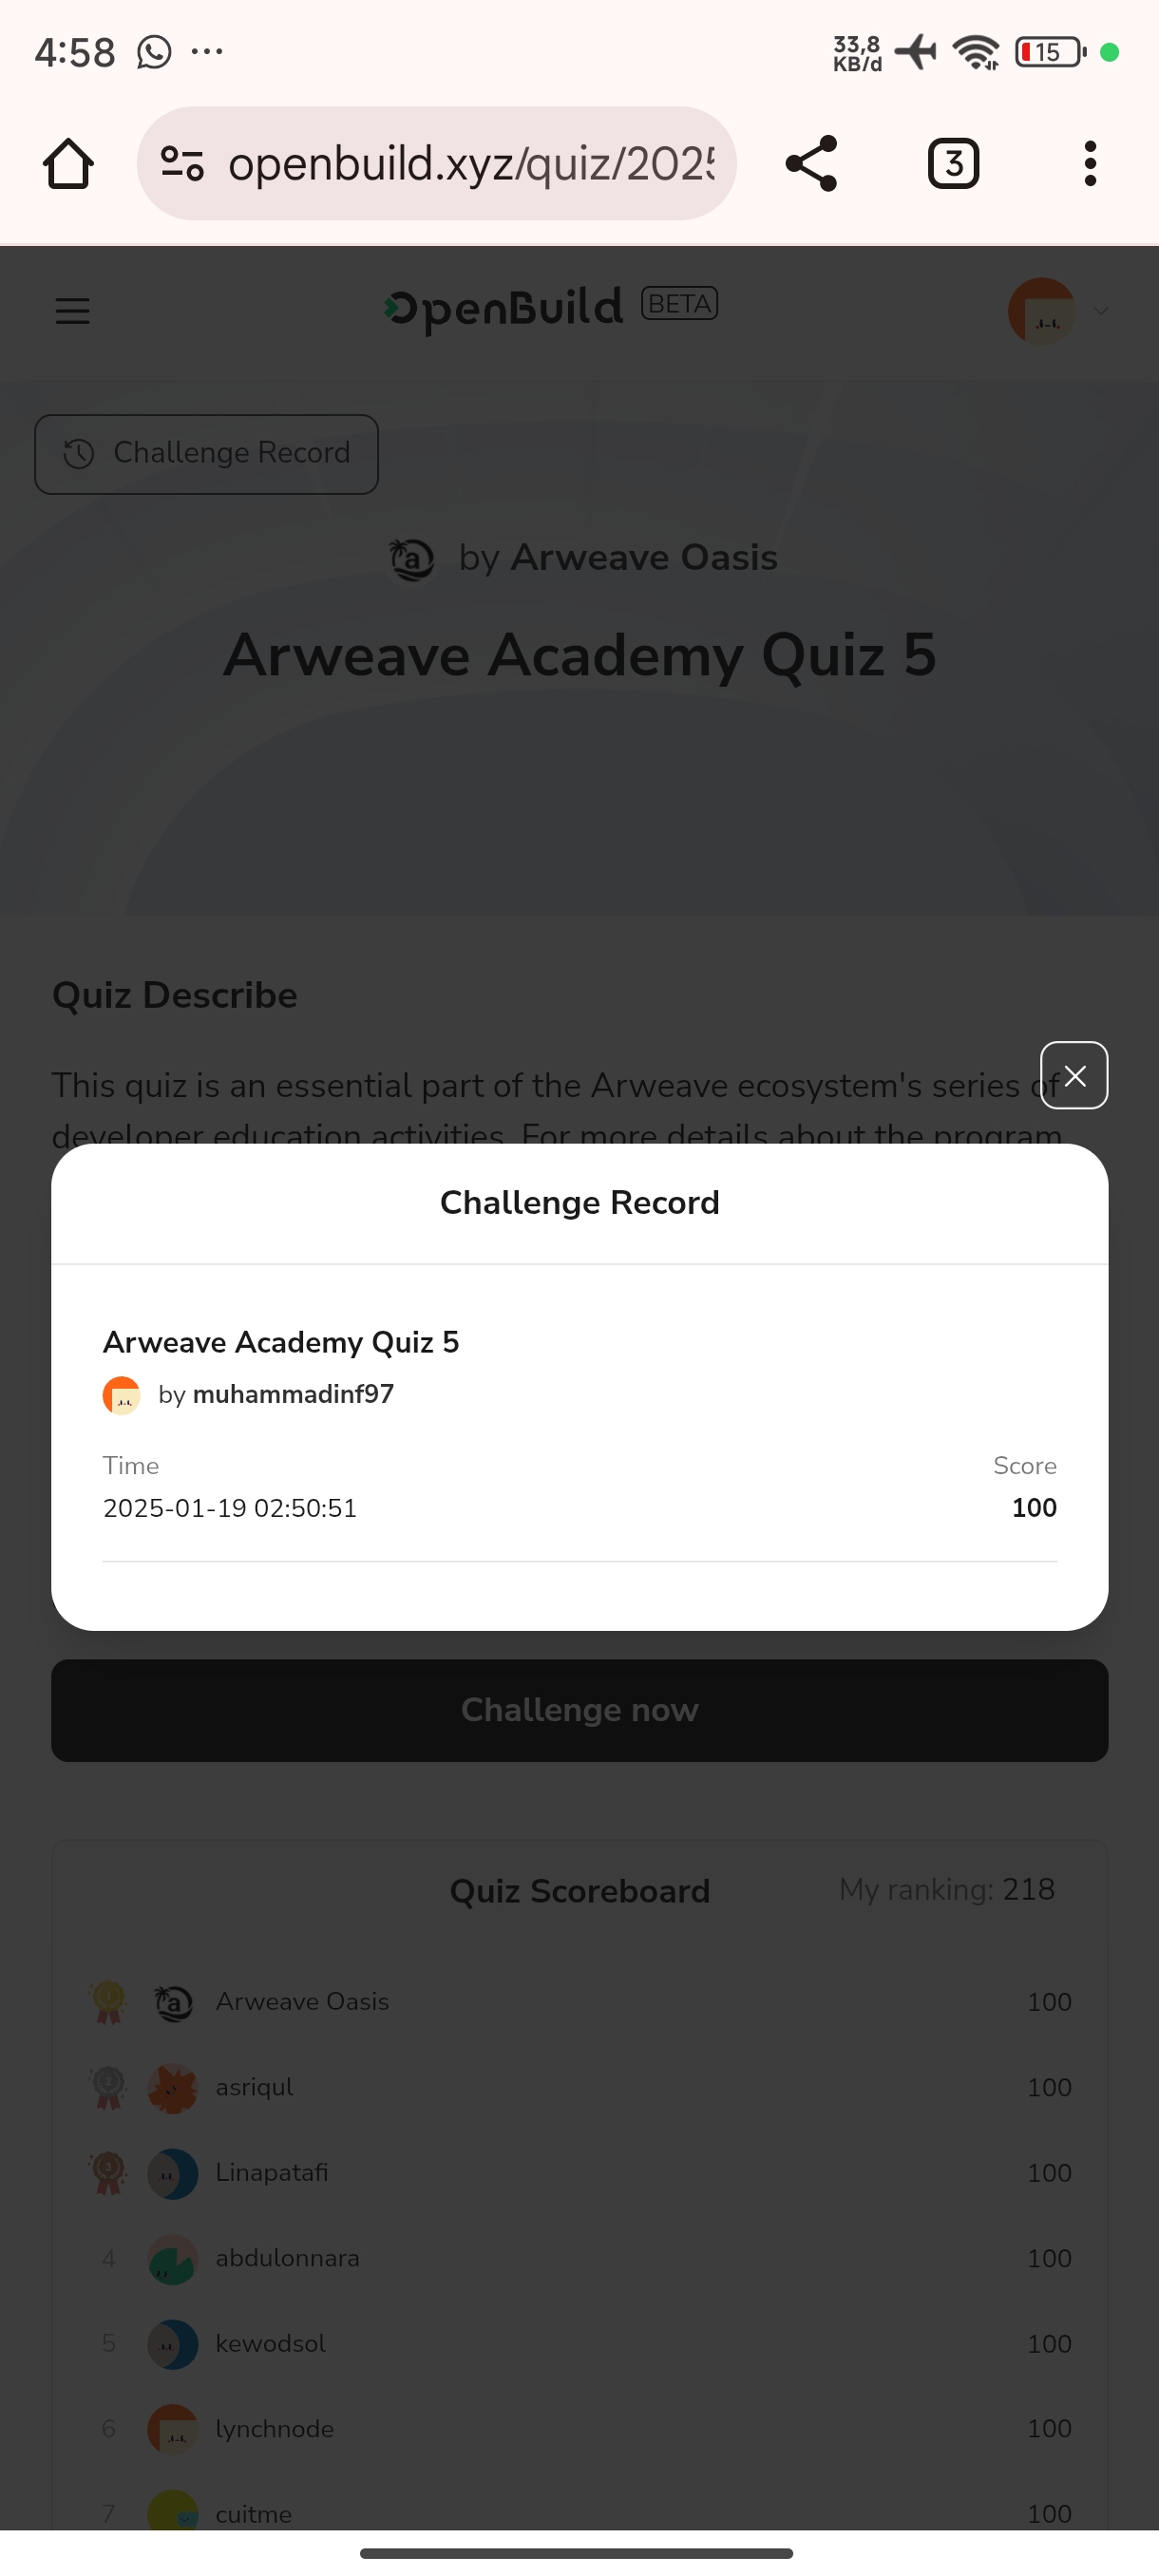 4:58
33,8
KB/d
15
openbuild.xyz/quiz/2025
3
OpenBuild BETA
Challenge Record
by Arweave Oasis
Arweave Academy Quiz 5
Quiz Describe
This quiz is an essential part of the Arweave ecosystem's series of
developer education activities. For more details about the program
Challenge Record
Arweave Academy Quiz 5
by muhammadinf97
Time Score
2025-01-19 02:50:51 100
Challenge now
Quiz Scoreboard My ranking: 218
1 a Arweave Oasis 100
2 asriqul 100
3 Linapatafi 100
4 abdulonnara 100
5 kewodsol 100
6 lynchnode 100
7 cuitme 100